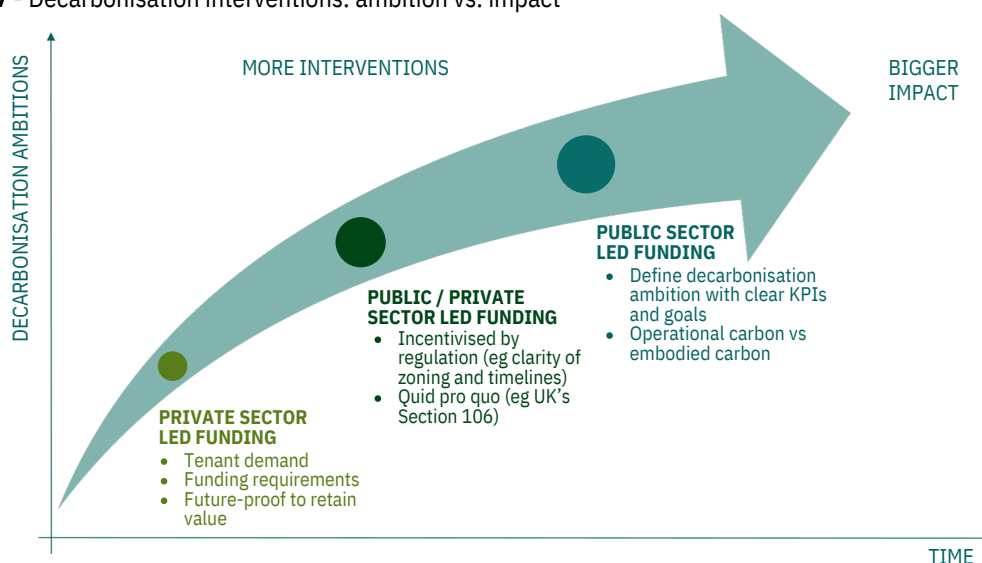 - Decarbonisation interventions: ambition vs. impact
DECARBONISATION AMBITIONS
MORE INTERVENTIONS
BIGGER
IMPACT
PUBLIC SECTOR
LED FUNDING
• Define decarbonisation
ambition with clear KPIs
and goals
• Operational carbon vs
embodied carbon
PUBLIC / PRIVATE
SECTOR LED FUNDING
• Incentivised by
regulation (eg clarity of
zoning and timelines)
• Quid pro quo (eg UK’s
Section 106)
PRIVATE SECTOR
LED FUNDING
• Tenant demand
• Funding requirements
• Future-proof to retain
value
TIME